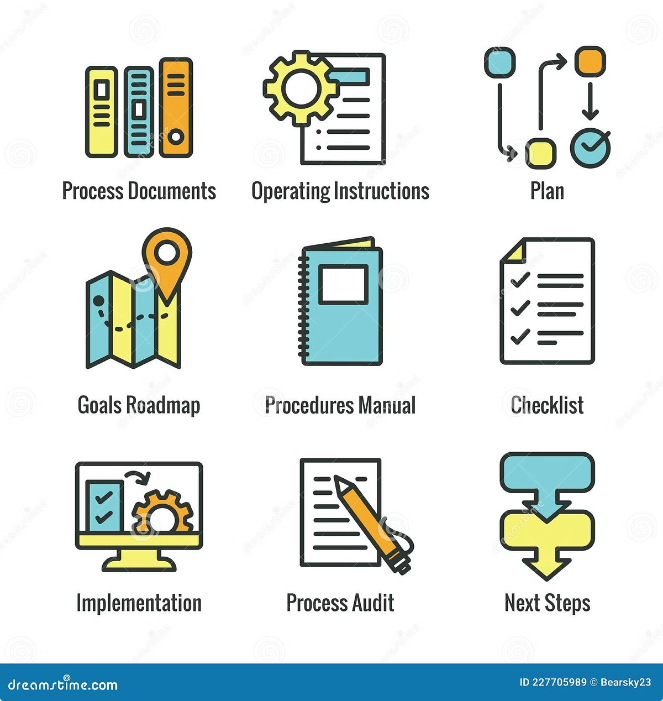 Process Documents
Operating Instructions
Plan
Goals Roadmap
Procedures Manual
Checklist
Implementation
Process Audit
Next Steps
dreamstime.com
ID 227705989 © Bearsky23